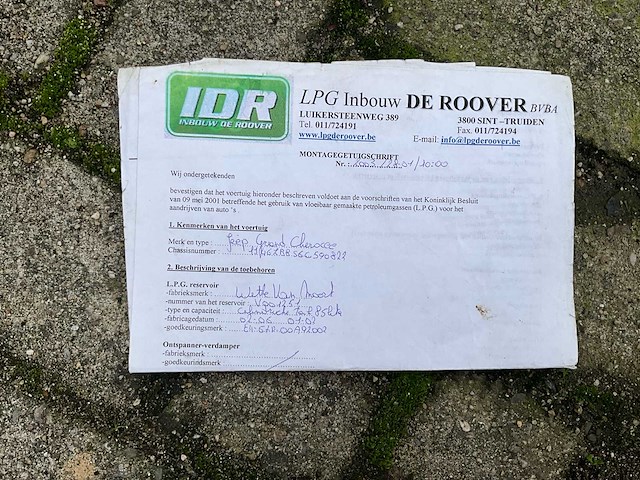 IDR
INBOUW DE ROOVER
LPG Inbouw DE ROOVER BVBA
LUIKERSTEENWEG 389 3800 SINT –TRUIDEN
Tel. 011/724191 Fax. 011/724194
www.lpgderoover.be E-mail: info@lpgderoover.be
MONTAGEGETUIGSCHRIFT
Nr. :
Wij ondergetekenden
bevestigen dat het voertuig hieronder beschreven voldoet aan de voorschriften van het Koninklijk Besluit
van 09 mei 2001 betreffende het gebruik van vloeibaar gemaakte petroleumgassen (L.P.G.) voor het
aandrijven van auto 's .
1. Kenmerken van het voertuig
Merk en type : Jeep Grand Cherokee
Chassisnummer :
2. Beschrijving van de toebehoren
L.P.G. reservoir
-fabrieksmerk :
-nummer van het reservoir
-type en capaciteit :
-fabricagedatum :
-goedkeuringsmerk :
Ontspanner-verdamper
-fabrieksmerk :
-goedkeuringsmerk